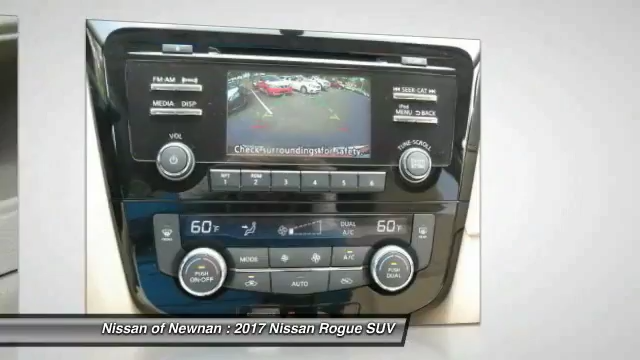 FM·AM
SEEK·CAT
MEDIA DISP
iPod
MENU BACK
VOL
Check surroundings for Safety
TUNE·SCROLL
1 2 3 4 5 6
60°F
DUAL
A/C
60°F
MODE
A/C
PUSH
ON·OFF
AUTO
PUSH
DUAL
Nissan of Newnan : 2017 Nissan Rogue SUV